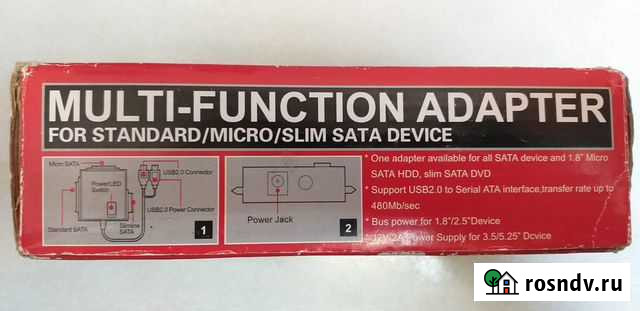 MULTI-FUNCTION ADAPTER
FOR STANDARD/MICRO/SLIM SATA DEVICE
Micro SATA
USB2.0 Connector
Power/LED
Switch
USB2.0 Power Connector
Standard SATA
Slimline
SATA
1
Power Jack
2
* One adapter available for all SATA device and 1.8" Micro
SATA HDD, slim SATA DVD
* Support USB2.0 to Serial ATA interface,transfer rate up to
480Mb/sec
* Bus power for 1.8"/2.5"Device
* 12V/2A Power Supply for 3.5/5.25" Device
rosndv.ru